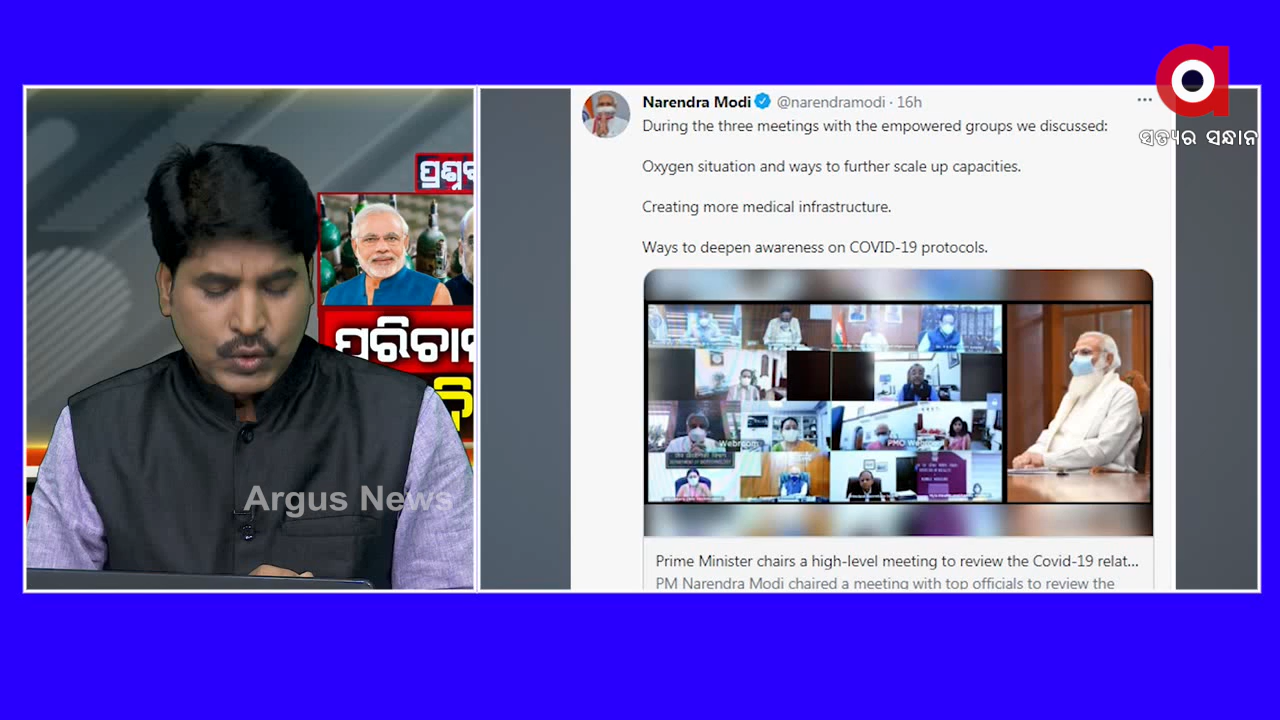 ସତ୍ୟର ସନ୍ଧାନ
Narendra Modi @narendramodi · 16h
During the three meetings with the empowered groups we discussed:
Oxygen situation and ways to further scale up capacities.
Creating more medical infrastructure.
Ways to deepen awareness on COVID-19 protocols.
Webroom
PMO Webroom
Prime Minister chairs a high-level meeting to review the Covid-19 relat...
PM Narendra Modi chaired a meeting with top officials to review the
Argus News